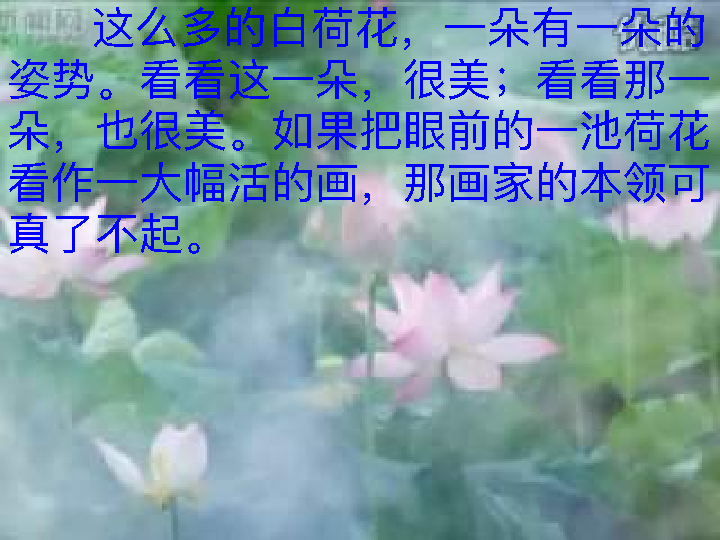 这么多的白荷花，一朵有一朵的
姿势。看看这一朵，很美；看看那一
朵，也很美。如果把眼前的一池荷花
看作一大幅活的画，那画家的本领可
真了不起。